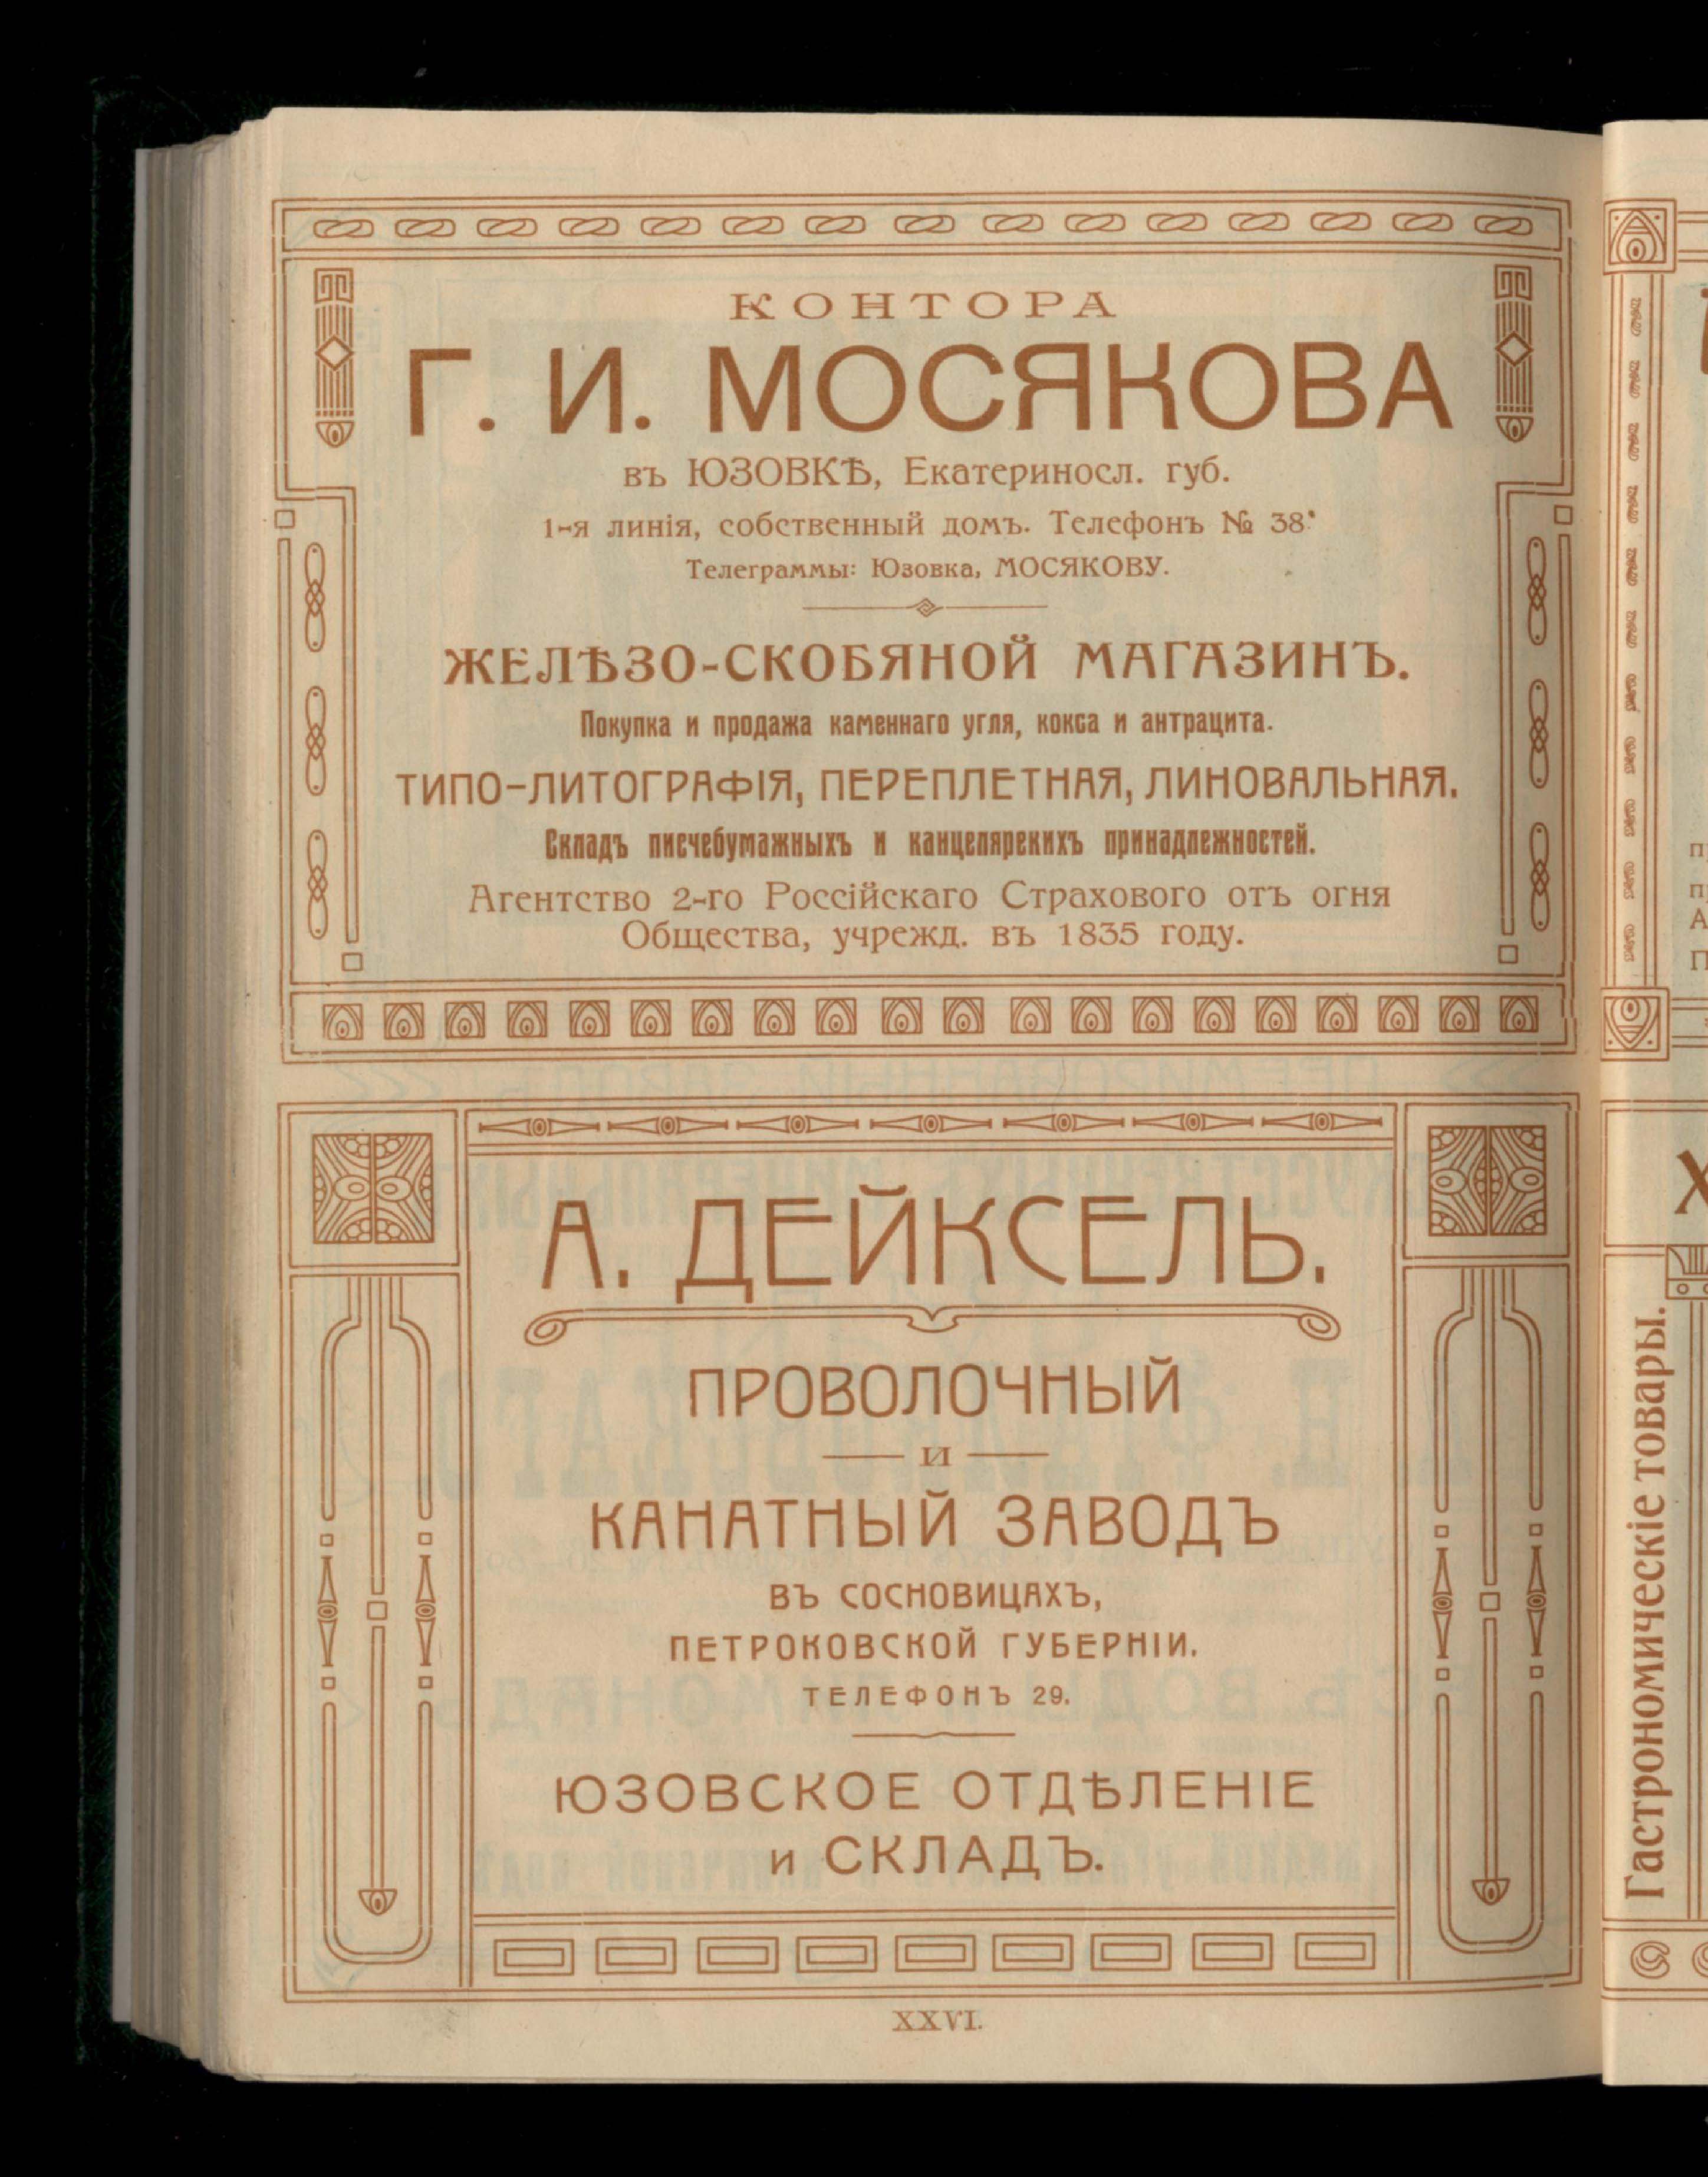 КОНТОРА
Г. И. МОСЯКОВА
въ ЮЗОВКѢ, Екатериносл. губ.
1-я линія, собственный домъ. Телефонъ № 38.
Телеграммы: Юзовка, МОСЯКОВУ.
ЖЕЛѢЗО-СКОБЯНОЙ МАГАЗИНЪ.
Покупка и продажа каменнаго угля, кокса и антрацита.
ТИПО-ЛИТОГРАФІЯ, ПЕРЕПЛЕТНАЯ, ЛИНОВАЛЬНАЯ.
Складъ писчебумажныхъ и канцелярскихъ принадлежностей.
Агентство 2-го Россійскаго Страхового отъ огня
Общества, учрежд. въ 1835 году.
А. ДЕЙКСЕЛЬ.
ПРОВОЛОЧНЫЙ
И
КАНАТНЫЙ ЗАВОДЪ
ВЪ СОСНОВИЦАХЪ,
ПЕТРОКОВСКОЙ ГУБЕРНІИ.
ТЕЛЕФОНЪ 29.
ЮЗОВСКОЕ ОТДѢЛЕНІЕ
и СКЛАДЪ.
XXVI.
Гастрономическіе товары.